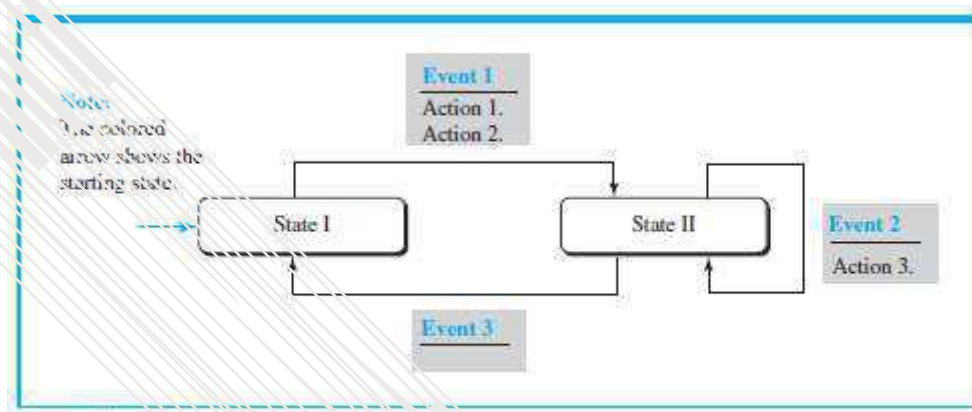 Event 1
Action 1.
Action 2.
Note:
The colored
arrow shows the
starting state.
State I
State II
Event 2
Action 3.
Event 3